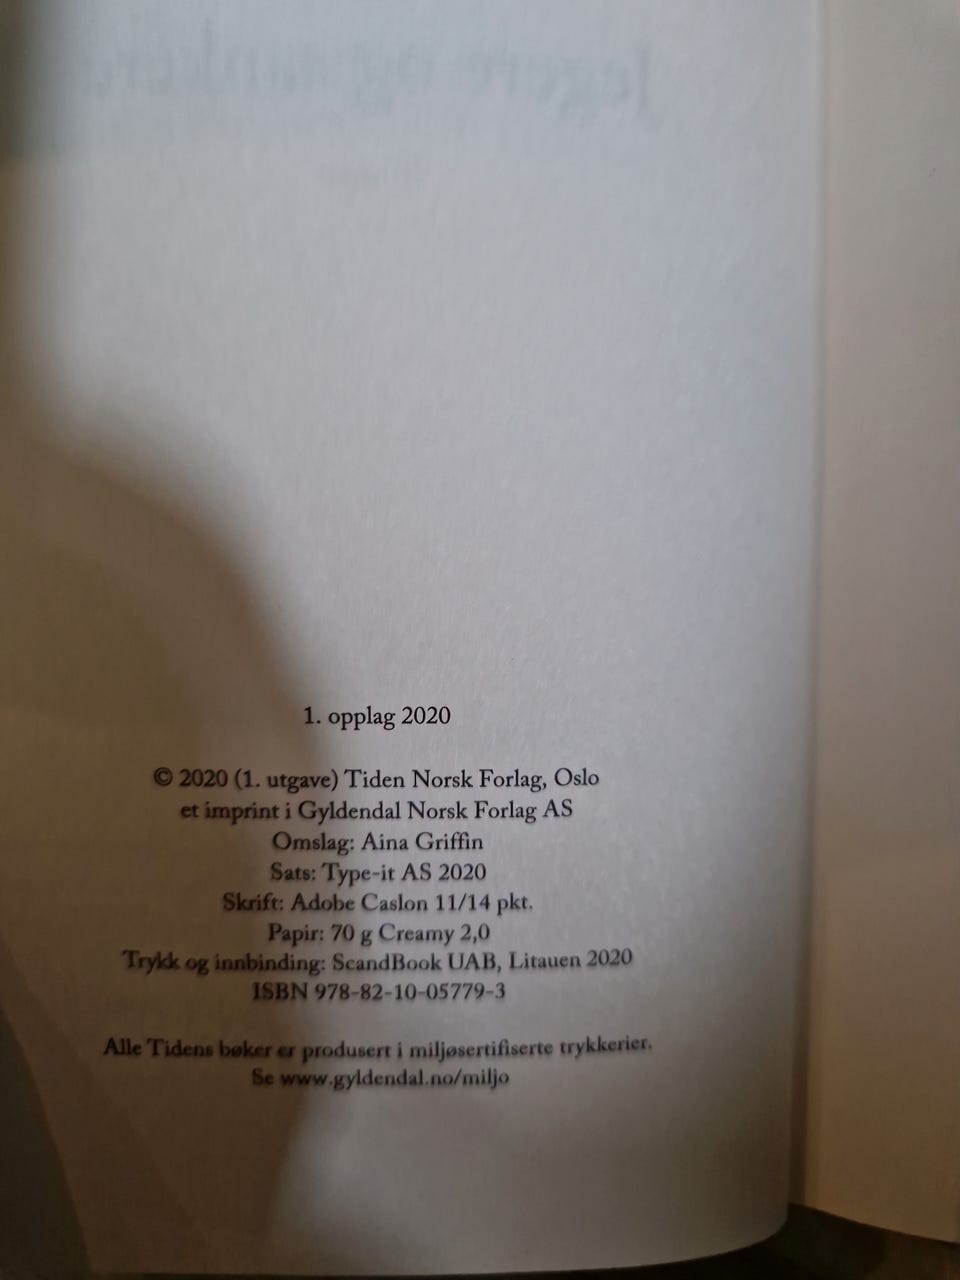 Jegere og sankere
1. opplag 2020
© 2020 (1. utgave) Tiden Norsk Forlag, Oslo
et imprint i Gyldendal Norsk Forlag AS
Omslag: Aina Griffin
Sats: Type-it AS 2020
Skrift: Adobe Caslon 11/14 pkt.
Papir: 70 g Creamy 2,0
Trykk og innbinding: ScandBook UAB, Litauen 2020
ISBN 978-82-10-05779-3
Alle Tidens bøker er produsert i miljøsertifiserte trykkerier.
Se www.gyldendal.no/miljo